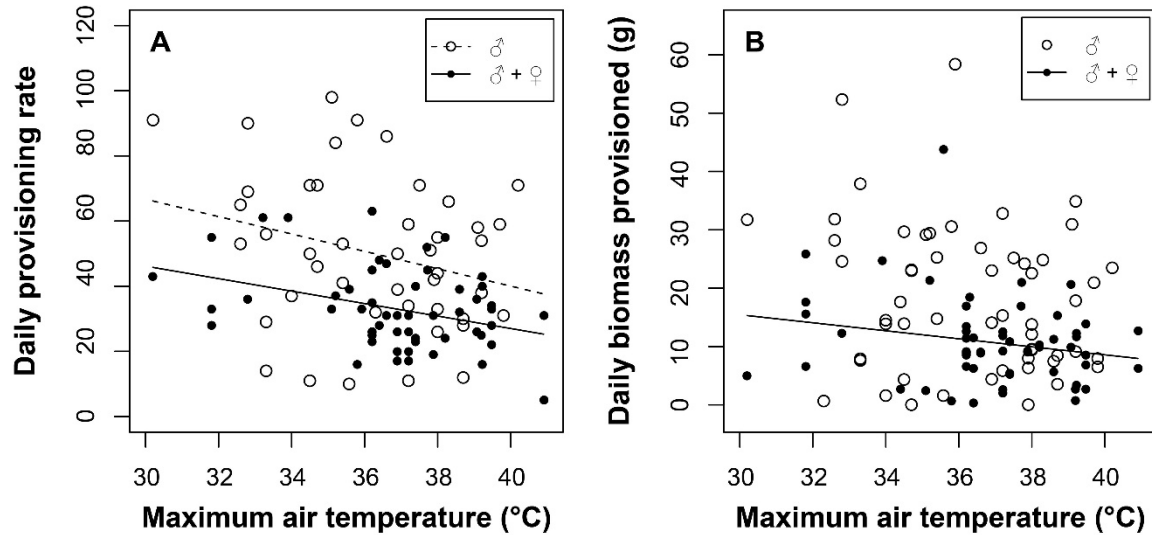 A
♂
♂ + ♀
Daily provisioning rate
120
100
80
60
40
20
0
30 32 34 36 38 40
Maximum air temperature (°C)
B
♂
♂ + ♀
Daily biomass provisioned (g)
60
50
40
30
20
10
0
30 32 34 36 38 40
Maximum air temperature (°C)